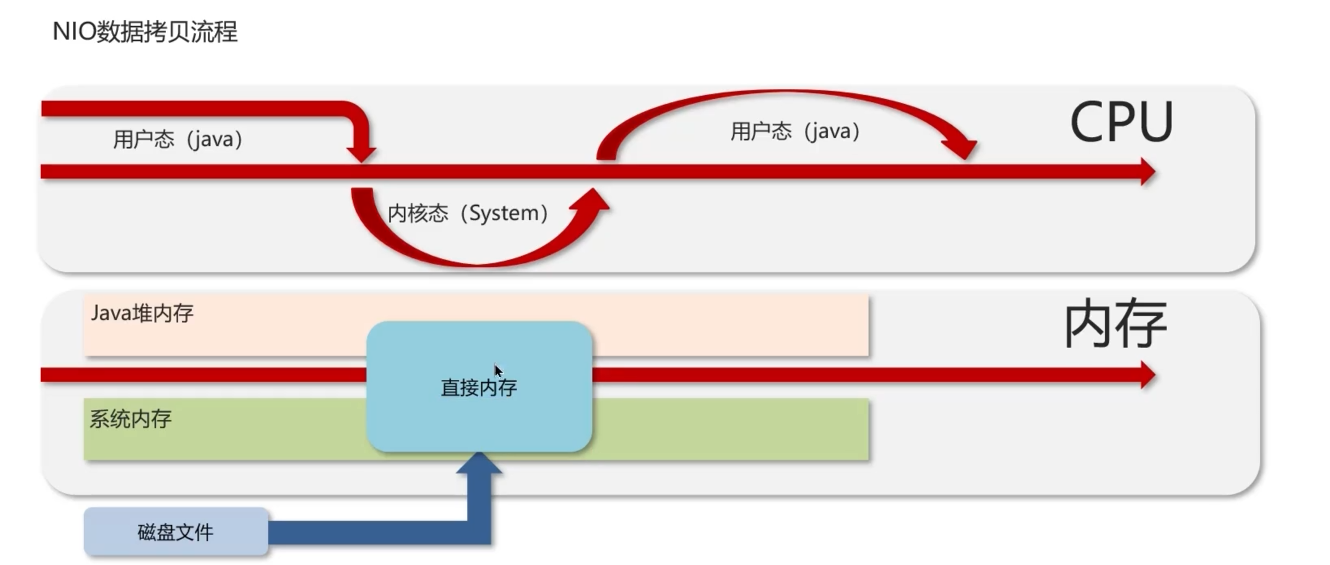 NIO数据拷贝流程
CPU
用户态（java）
用户态（java）
内核态（System）
Java堆内存
内存
直接内存
系统内存
磁盘文件